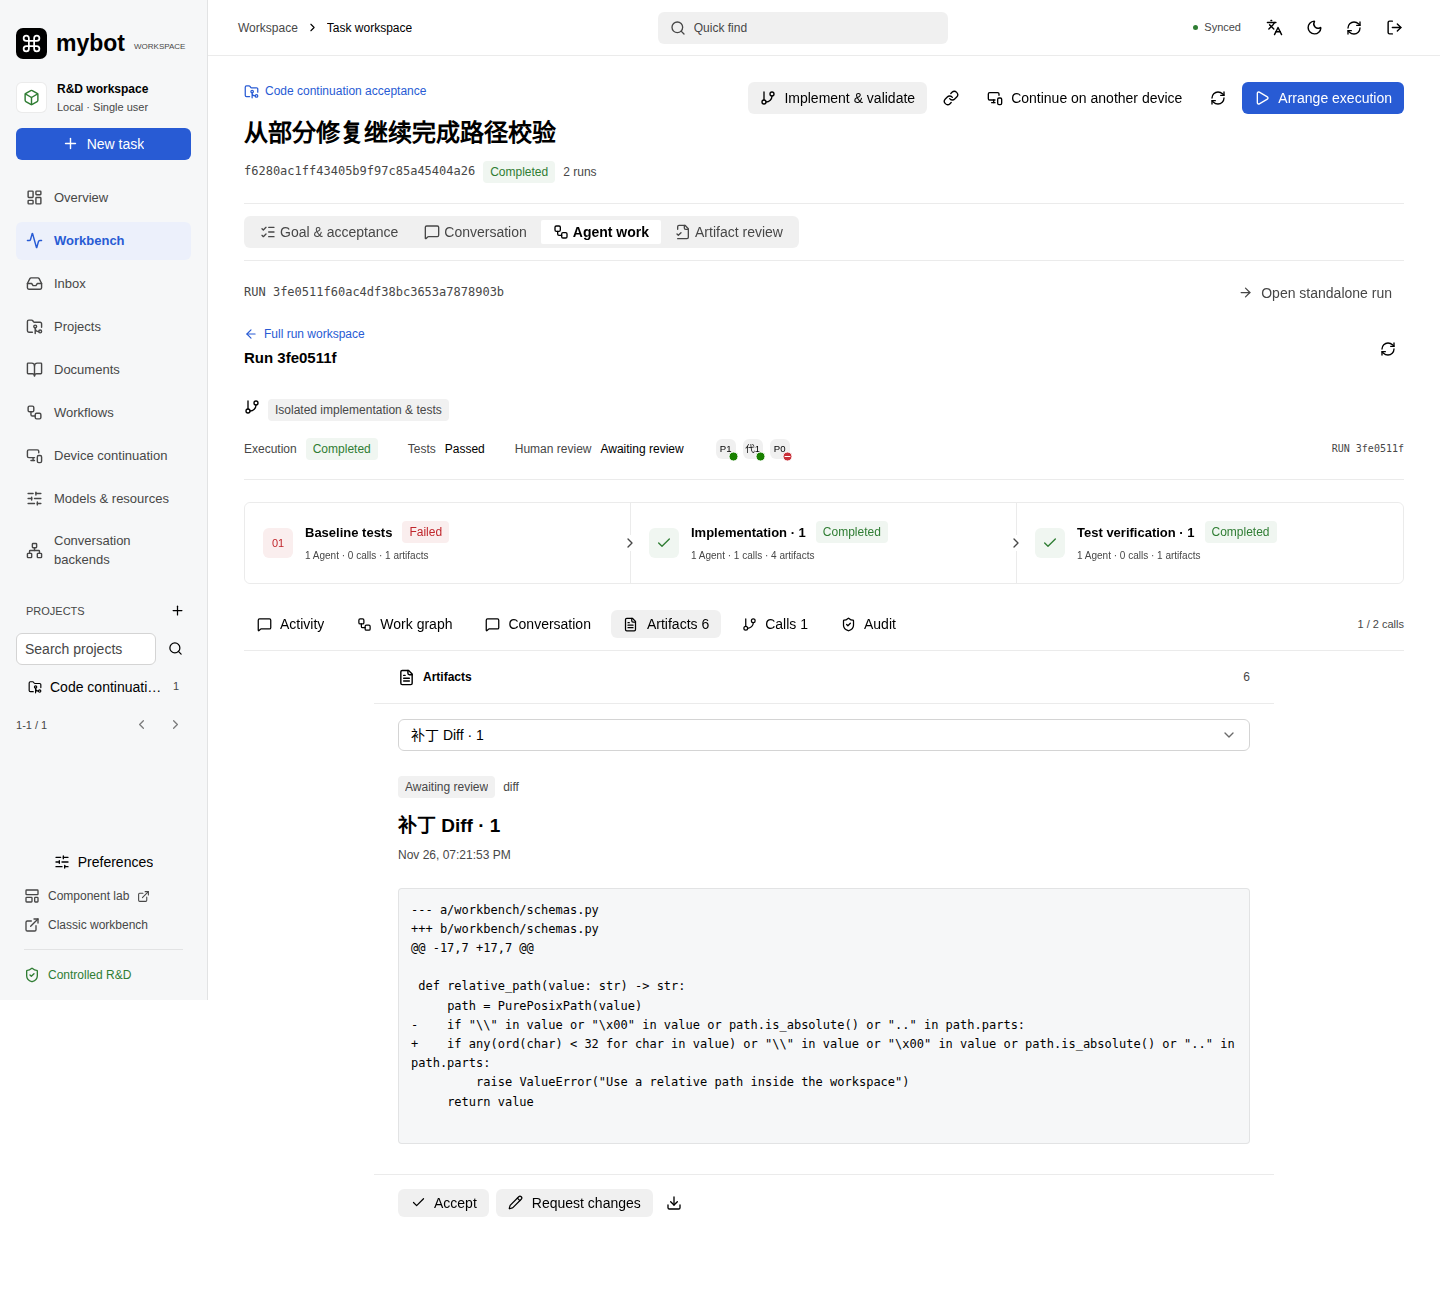 mybot WORKSPACE
R&D workspace
Local · Single user
New task
Overview
Workbench
Inbox
Projects
Documents
Workflows
Device continuation
Models & resources
Conversation
backends
PROJECTS
Search projects
Code continuati… 1
1-1 / 1
Preferences
Component lab
Classic workbench
Controlled R&D
Workspace Task workspace
Quick find
Synced
Code continuation acceptance
Implement & validate
Continue on another device
Arrange execution
从部分修复继续完成路径校验
f6280ac1ff43405b9f97c85a45404a26 Completed 2 runs
Goal & acceptance Conversation Agent work Artifact review
RUN 3fe0511f60ac4df38bc3653a7878903b
Open standalone run
Full run workspace
Run 3fe0511f
Isolated implementation & tests
Execution Completed Tests Passed Human review Awaiting review P1 代1 P0 RUN 3fe0511f
01 Baseline tests Failed
1 Agent · 0 calls · 1 artifacts
Implementation · 1 Completed
1 Agent · 1 calls · 4 artifacts
Test verification · 1 Completed
1 Agent · 0 calls · 1 artifacts
Activity Work graph Conversation Artifacts 6 Calls 1 Audit 1 / 2 calls
Artifacts 6
补丁 Diff · 1
Awaiting review diff
补丁 Diff · 1
Nov 26, 07:21:53 PM
--- a/workbench/schemas.py
+++ b/workbench/schemas.py
@@ -17,7 +17,7 @@
 def relative_path(value: str) -> str:
     path = PurePosixPath(value)
-    if "\\" in value or "\x00" in value or path.is_absolute() or ".." in path.parts:
+    if any(ord(char) < 32 for char in value) or "\\" in value or "\x00" in value or path.is_absolute() or ".." in
path.parts:
         raise ValueError("Use a relative path inside the workspace")
     return value
Accept Request changes